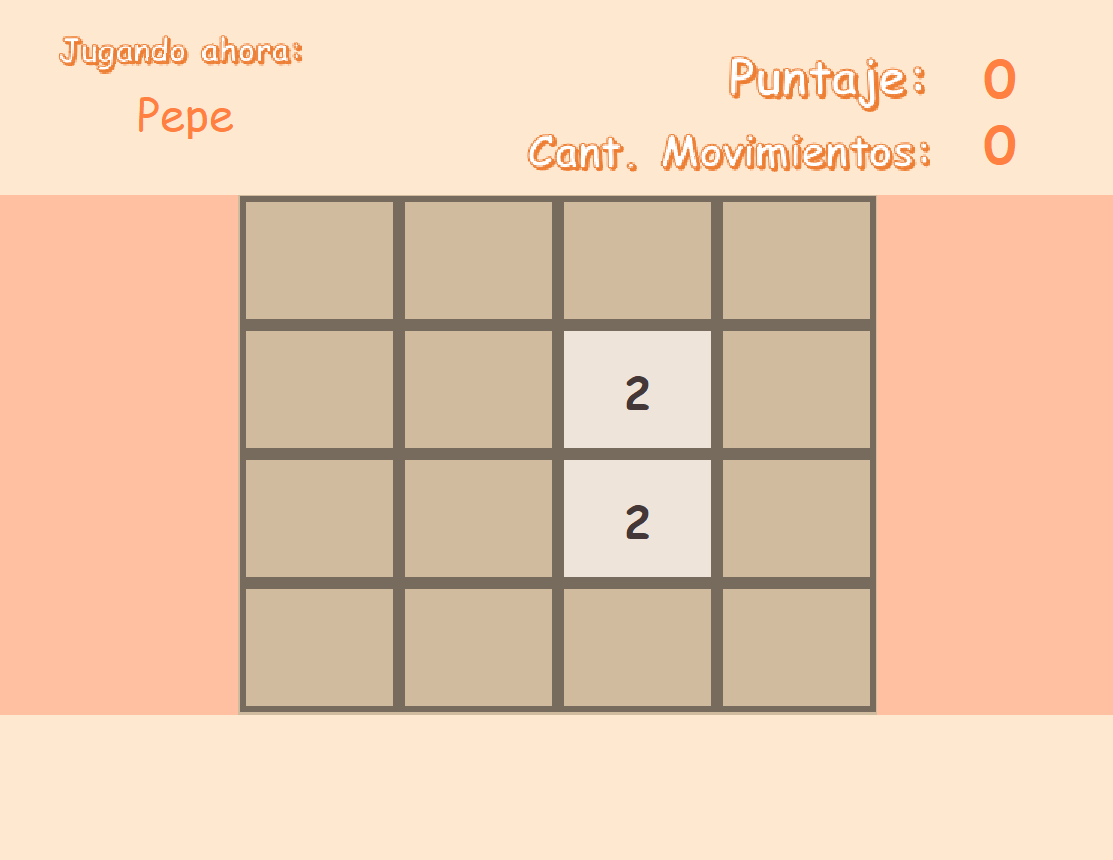 Jugando ahora:
Pepe
Puntaje: 0
Cant. Movimientos: 0
2
2